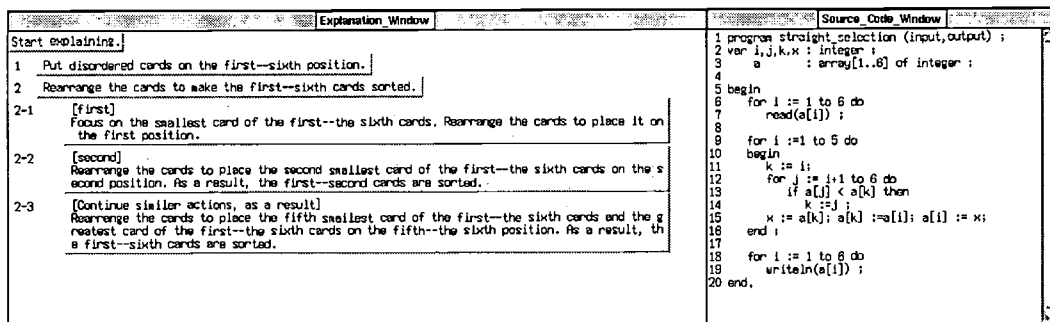 Explanation_Window
Start explaining.
1 Put disordered cards on the first--sixth position.
2 Rearrange the cards to make the first--sixth cards sorted.
2-1 [first]
Focus on the smallest card of the first--the sixth cards. Rearrange the cards to place it on
the first position.
2-2 [second]
Rearrange the cards to place the second smallest card of the first--the sixth cards on the s
econd position. As a result, the first--second cards are sorted.
2-3 [Continue similer actions, as a result]
Rearrange the cards to place the fifth smallest card of the first--the sixth cards and the g
reatest card of the first--the sixth cards on the fifth--the sixth position. As a result, th
e first--sixth cards are sorted.
Source_Code_Window
1 program straight_selection (input,output) ;
2 var i,j,k,x : integer ;
3 a : array[1..6] of integer ;
4
5 begin
6 for i := 1 to 6 do
7 read(a[i]) ;
8
9 for i :=1 to 5 do
10 begin
11 k := i;
12 for j := i+1 to 6 do
13 if a[j] < a[k] then
14 k :=j ;
15 x := a[k]; a[k] :=a[i]; a[i] := x;
16 end ;
17
18 for i := 1 to 6 do
19 writeln(a[i]) ;
20 end.